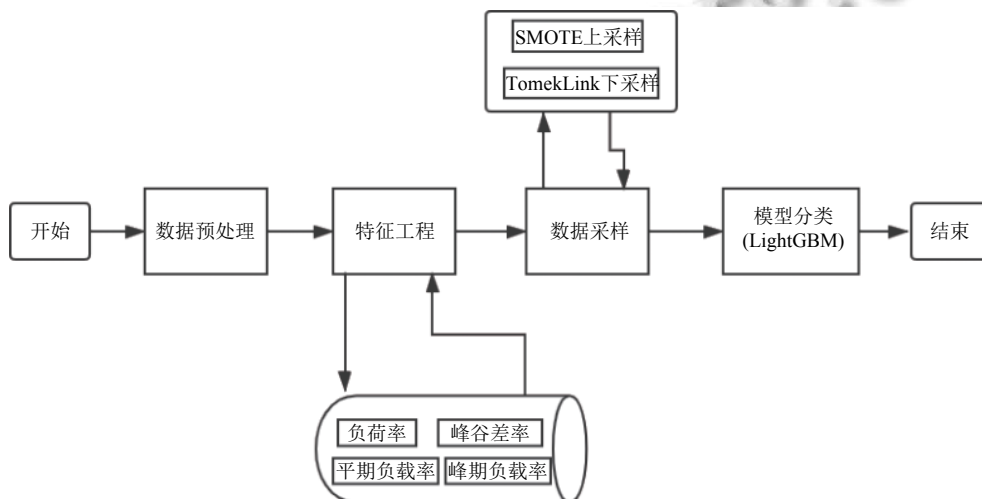 SMOTE上采样
TomekLink下采样
开始
数据预处理
特征工程
数据采样
模型分类
(LightGBM)
结束
负荷率
峰谷差率
平期负载率
峰期负载率